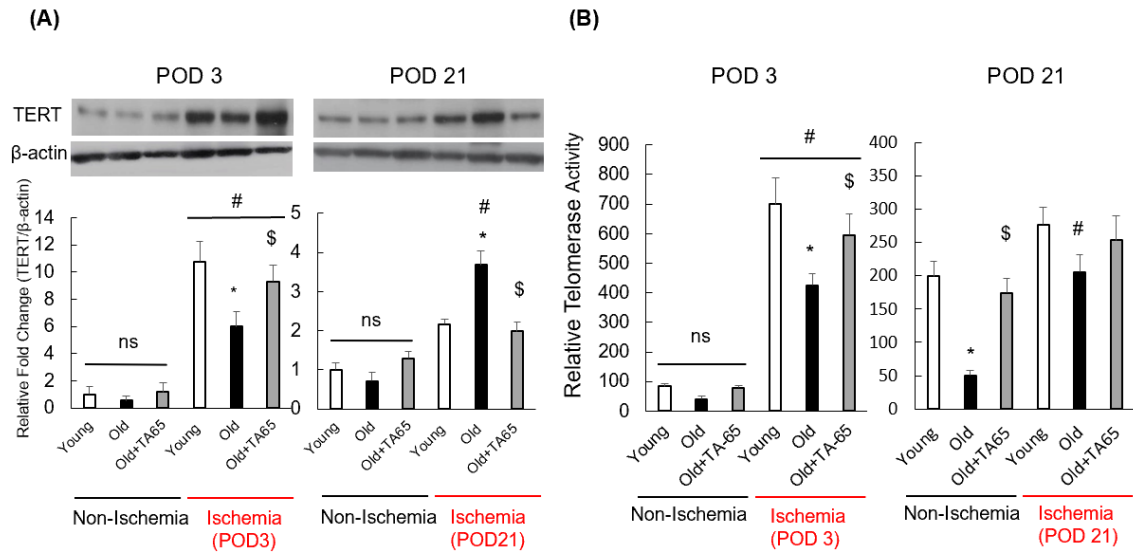 (A)
POD 3
POD 21
TERT
β-actin
Relative Fold Change (TERT/β-actin)
14
12
10
8
6
4
2
0
ns
#
*
$
Young
Old
Old+TA65
Young
Old
Old+TA65
Non-Ischemia
Ischemia
(POD3)
5
4
3
2
1
0
ns
#
*
$
Young
Old
Old+TA65
Young
Old
Old+TA65
Non-Ischemia
Ischemia
(POD21)
(B)
POD 3
POD 21
Relative Telomerase Activity
900
800
700
600
500
400
300
200
100
0
ns
#
*
$
Young
Old
Old+TA-65
Young
Old
Old+TA-65
Non-Ischemia
Ischemia
(POD 3)
400
350
300
250
200
150
100
50
0
*
$
#
Young
Old
Old+TA65
Young
Old
Old+TA65
Non-Ischemia
Ischemia
(POD 21)